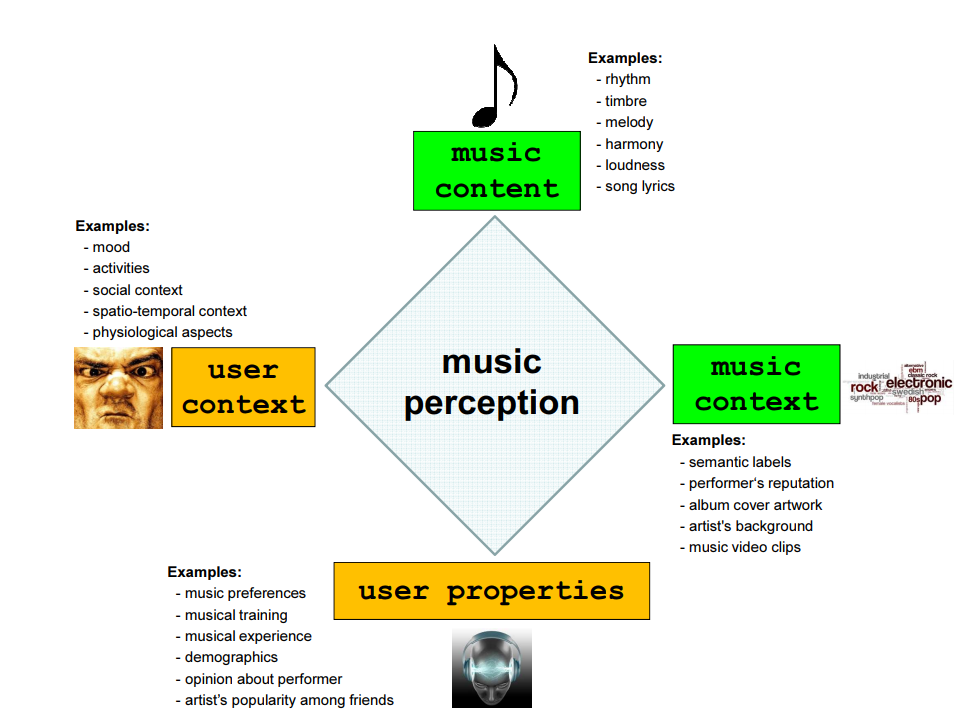 Examples:
- rhythm
- timbre
- melody
- harmony
- loudness
- song lyrics
music
content
Examples:
- mood
- activities
- social context
- spatio-temporal context
- physiological aspects
user
context
music
perception
music
context
industrial
alternative
ebm
classic rock
rock
electronic
swedish
synthpop
female vocalists
80s
pop
Examples:
- semantic labels
- performer‘s reputation
- album cover artwork
- artist's background
- music video clips
user properties
Examples:
- music preferences
- musical training
- musical experience
- demographics
- opinion about performer
- artist’s popularity among friends